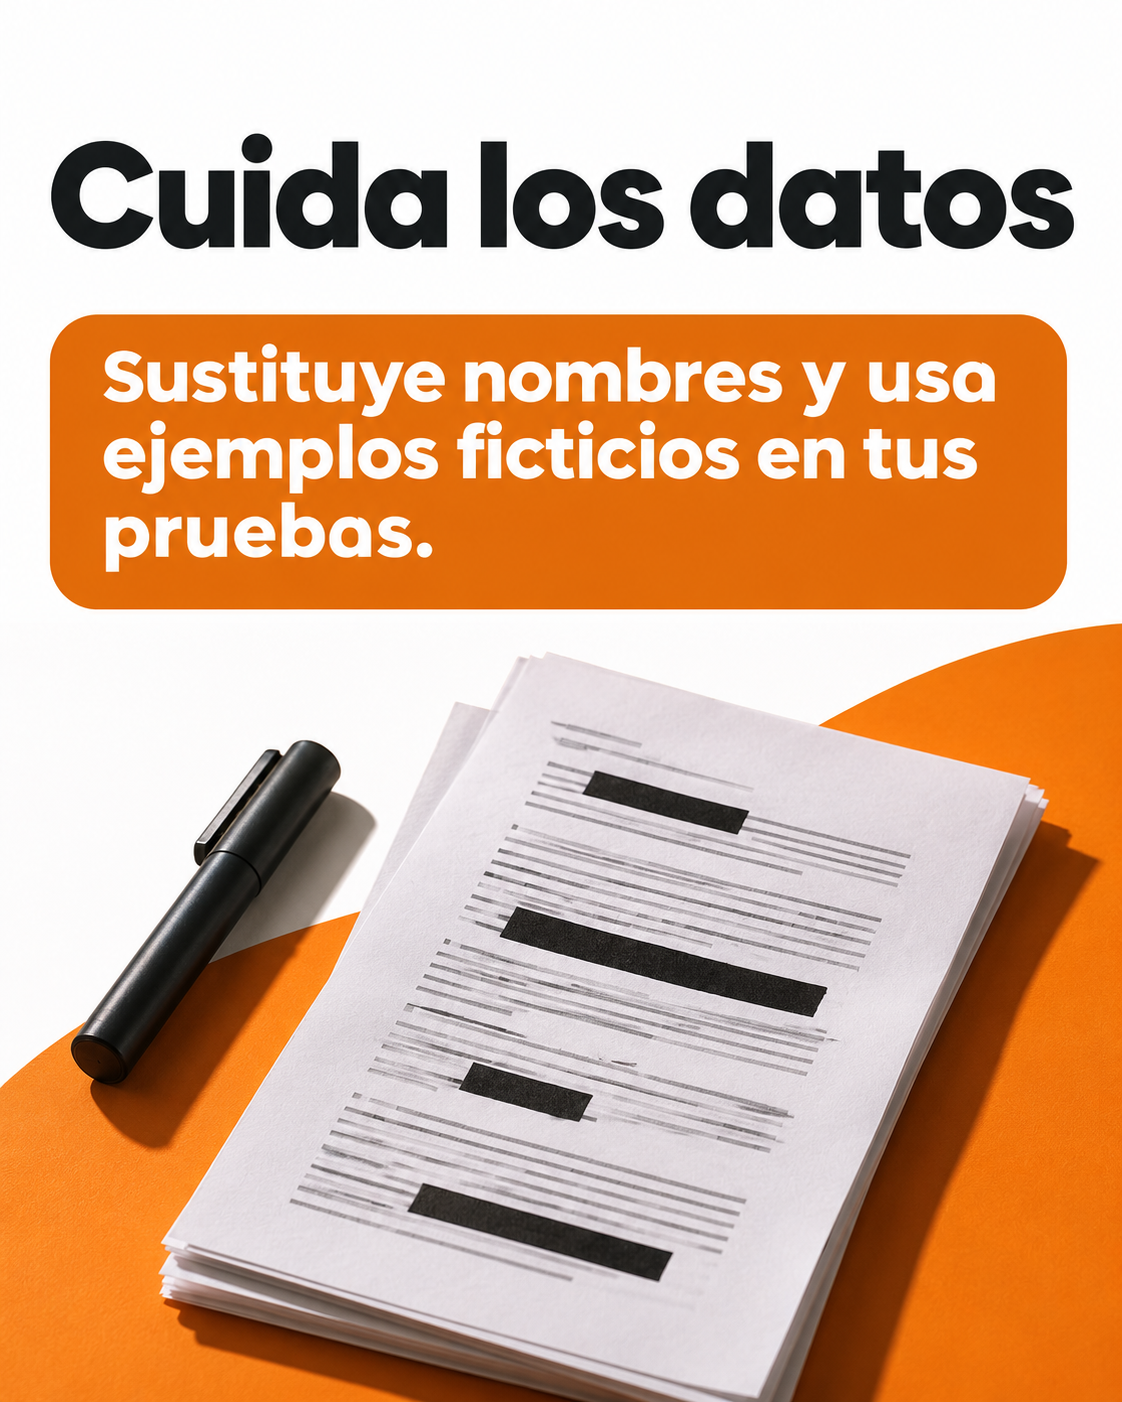 Cuida los datos
Sustituye nombres y usa
ejemplos ficticios en tus
pruebas.